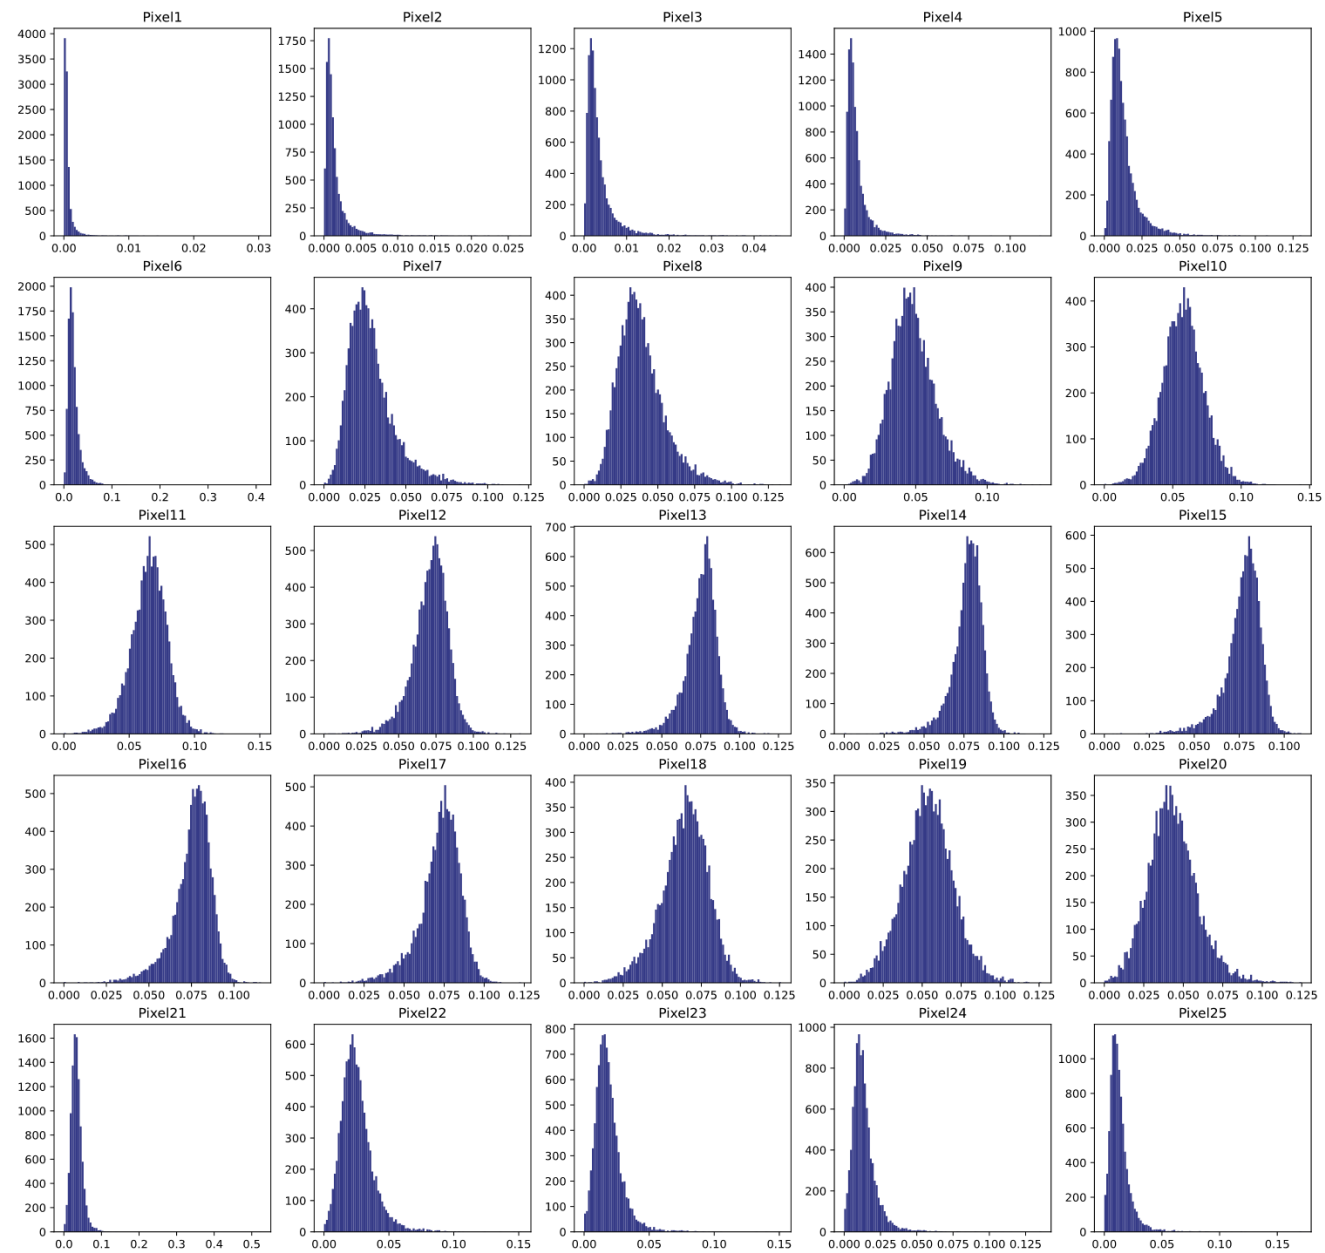 Pixel1 Pixel2 Pixel3 Pixel4 Pixel5
4000 1750 1200 1400 1000
3500 1500 1000 1200 800
3000 1250 800 1000 600
2500 1000 600 800 400
2000 750 400 600 200
1500 500 200 400 0
1000 250 0 200
500 0 0
0
0.00 0.01 0.02 0.03 0.000 0.005 0.010 0.015 0.020 0.025 0.00 0.01 0.02 0.03 0.04 0.000 0.025 0.050 0.075 0.100 0.000 0.025 0.050 0.075 0.100 0.125
Pixel6 Pixel7 Pixel8 Pixel9 Pixel10
2000 400 400 400 400
1750 300 350 350 300
1500 200 300 300 200
1250 100 250 250 100
1000 0 200 200 0
750 150 150
500 100 100
250 50 50
0 0 0
0.0 0.1 0.2 0.3 0.4 0.000 0.025 0.050 0.075 0.100 0.125 0.000 0.025 0.050 0.075 0.100 0.125 0.00 0.05 0.10 0.00 0.05 0.10 0.15
Pixel11 Pixel12 Pixel13 Pixel14 Pixel15
500 500 700 600 600
400 400 600 500 500
300 300 500 400 400
200 200 400 300 300
100 100 300 200 200
0 0 200 100 100
100 0 0
0
0.00 0.05 0.10 0.15 0.000 0.025 0.050 0.075 0.100 0.125 0.000 0.025 0.050 0.075 0.100 0.125 0.000 0.025 0.050 0.075 0.100 0.125 0.000 0.025 0.050 0.075 0.100
Pixel16 Pixel17 Pixel18 Pixel19 Pixel20
500 500 400 350 350
400 400 350 300 300
300 300 300 250 250
200 200 250 200 200
100 100 200 150 150
0 0 150 100 100
100 50 50
50 0 0
0
0.000 0.025 0.050 0.075 0.100 0.000 0.025 0.050 0.075 0.100 0.125 0.000 0.025 0.050 0.075 0.100 0.125 0.000 0.025 0.050 0.075 0.100 0.125 0.000 0.025 0.050 0.075 0.100 0.125
Pixel21 Pixel22 Pixel23 Pixel24 Pixel25
1600 600 800 1000 1000
1400 500 700 800 800
1200 400 600 600 600
1000 300 500 400 400
800 200 400 200 200
600 100 300 0 0
400 0 200
200 100
0 0
0.0 0.1 0.2 0.3 0.4 0.5 0.00 0.05 0.10 0.15 0.00 0.05 0.10 0.15 0.000 0.025 0.050 0.075 0.100 0.125 0.00 0.05 0.10 0.15